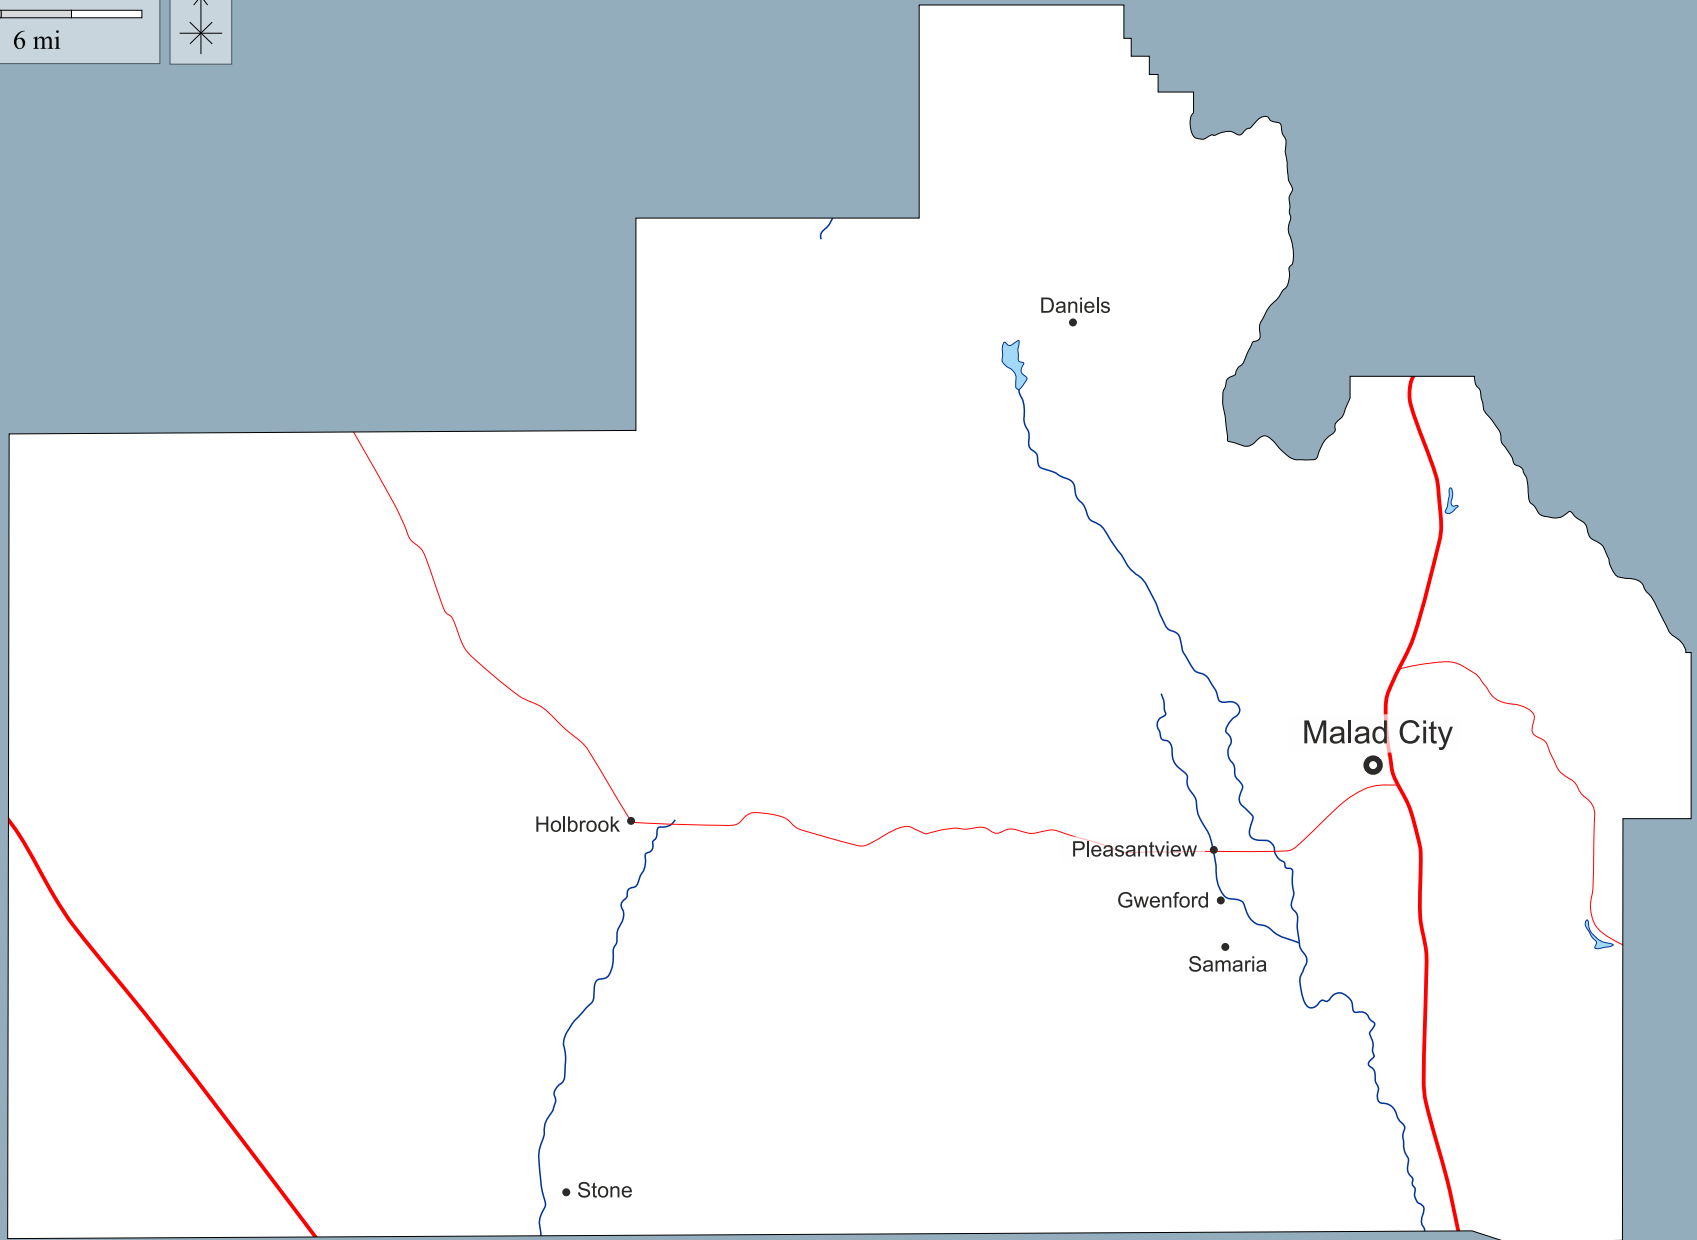 6 mi
Daniels
Malad City
Holbrook
Pleasantview
Gwenford
Samaria
Stone